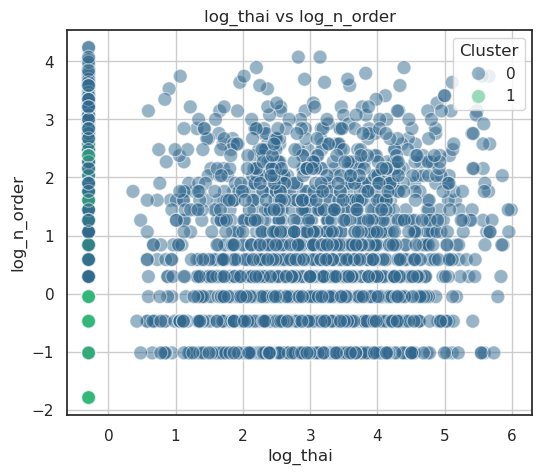 log_thai vs log_n_order
Cluster
0
1
log_n_order
4
3
2
1
0
−1
−2
0 1 2 3 4 5 6
log_thai